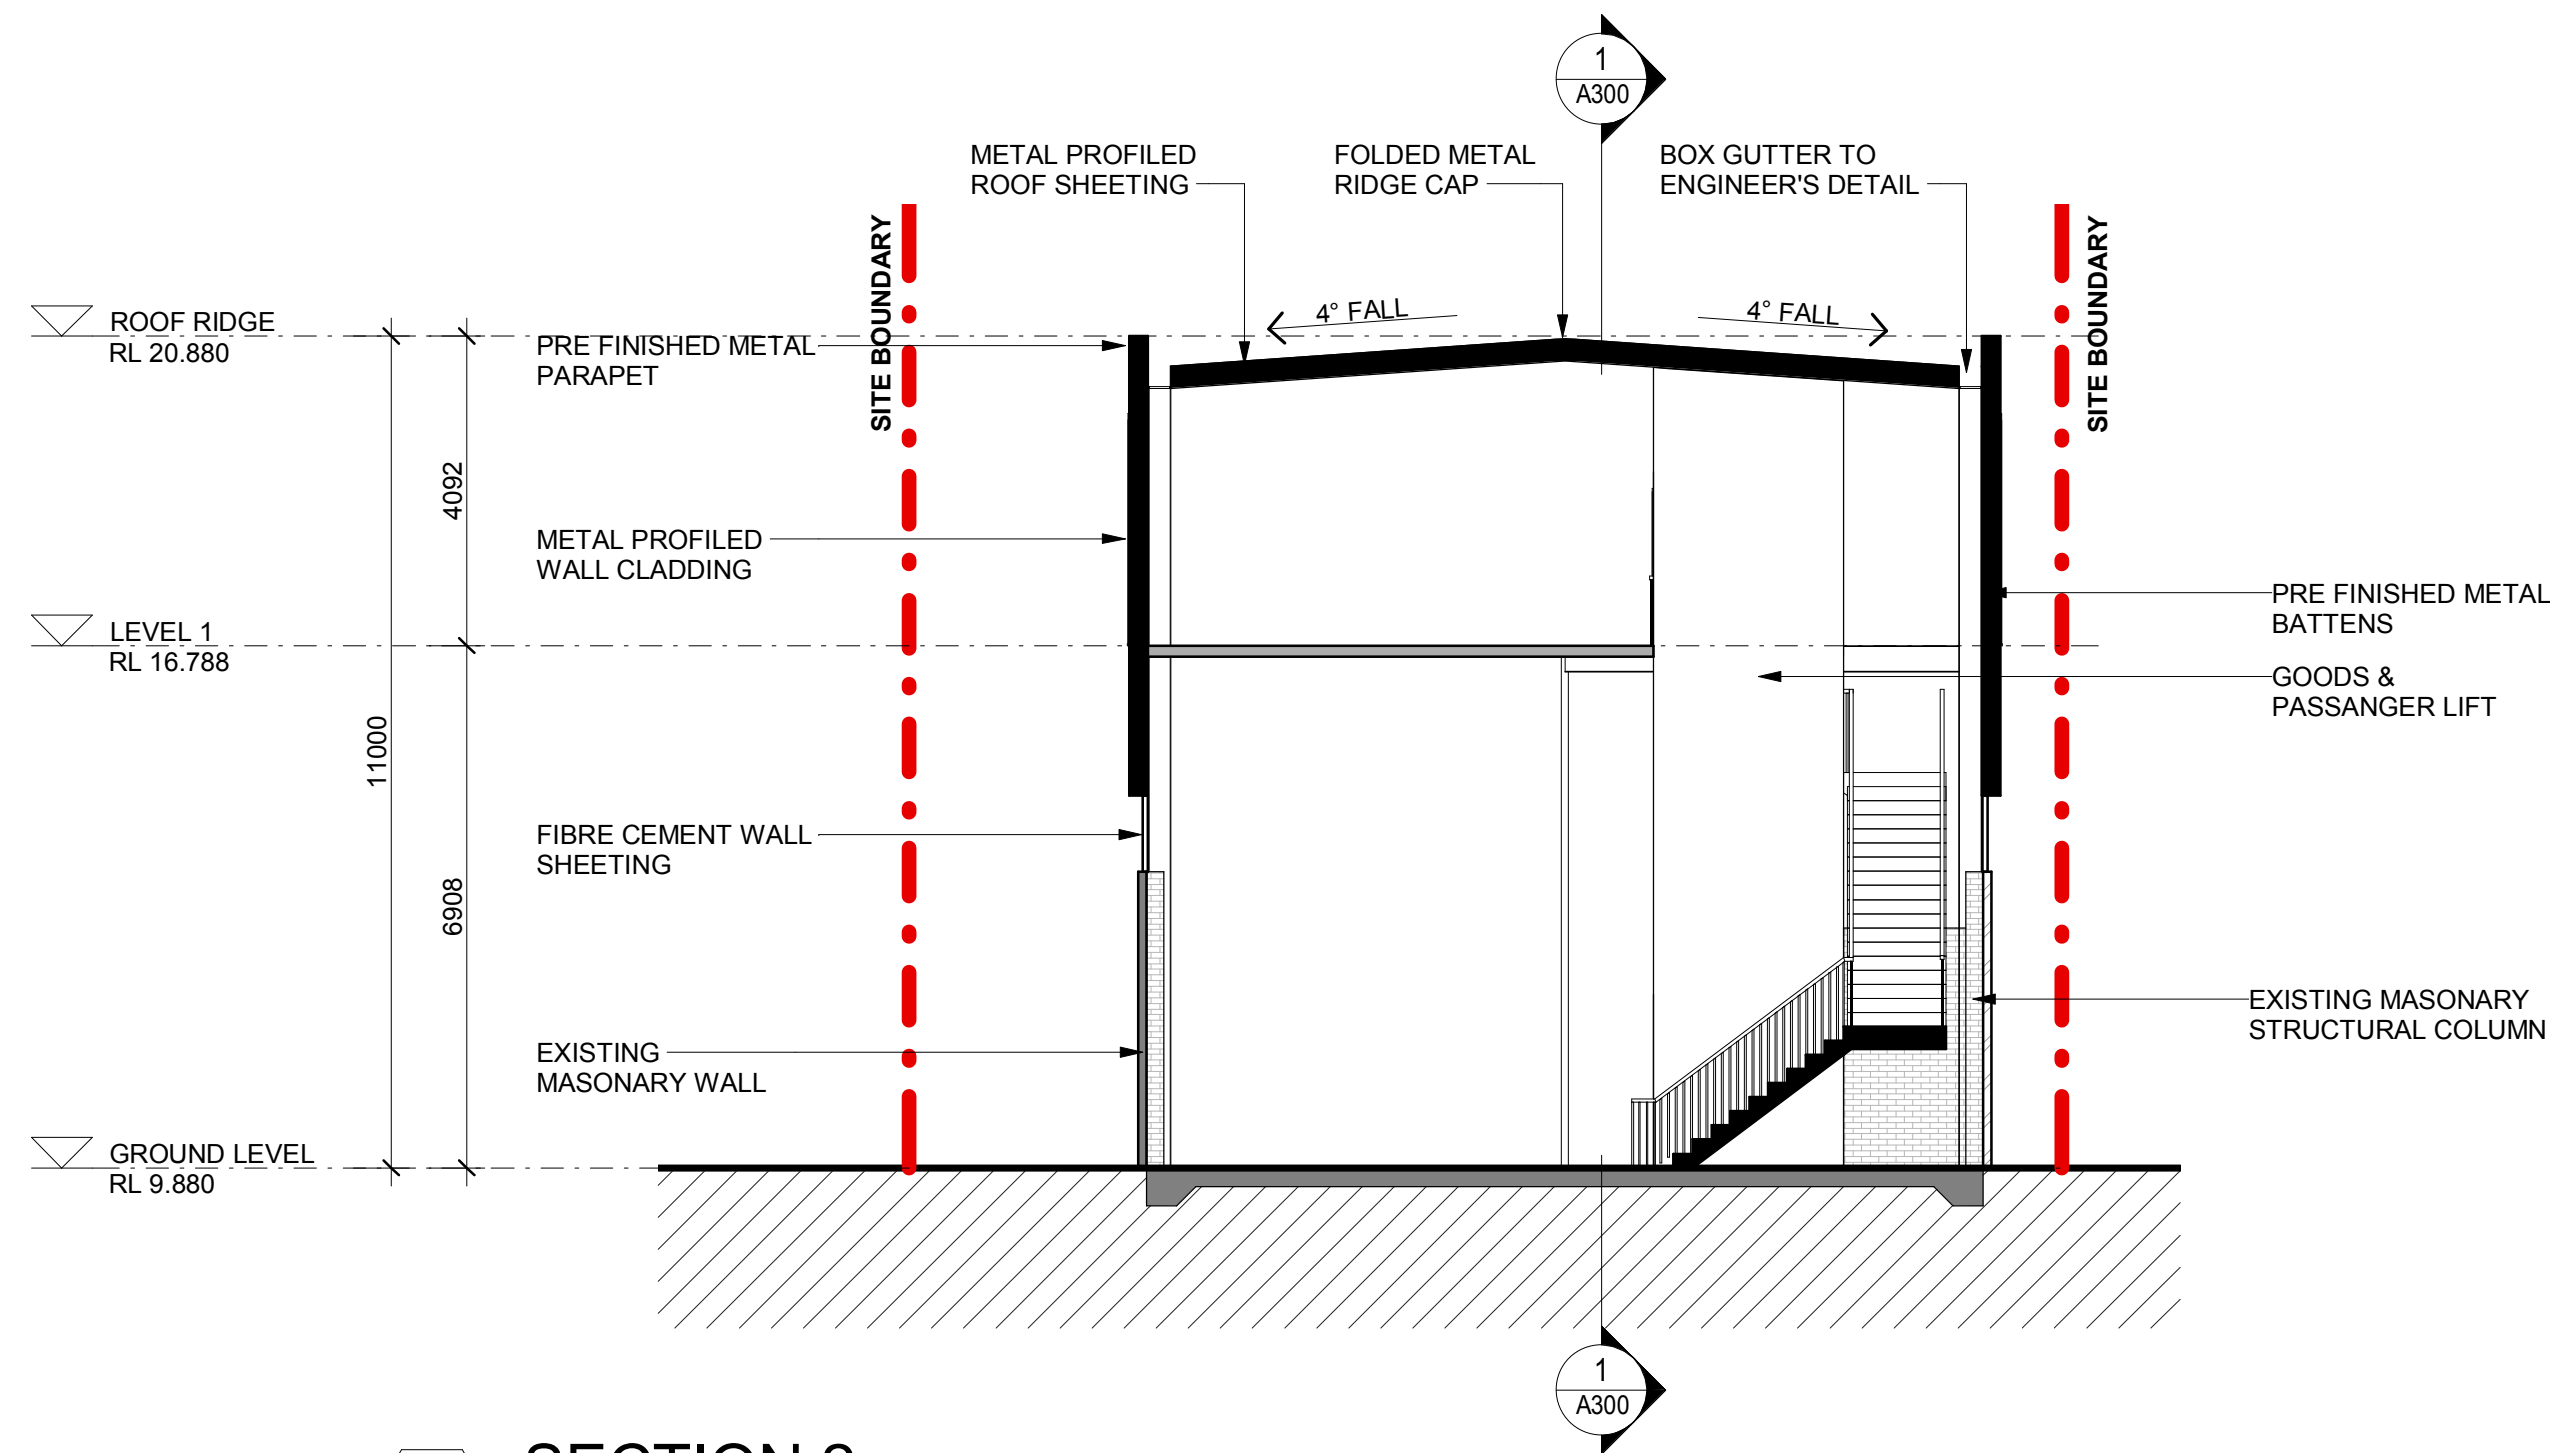 1
A300
METAL PROFILED
ROOF SHEETING
FOLDED METAL
RIDGE CAP
BOX GUTTER TO
ENGINEER'S DETAIL
SITE BOUNDARY
SITE BOUNDARY
4° FALL
4° FALL
ROOF RIDGE
RL 20.880
PRE FINISHED METAL
PARAPET
4092
METAL PROFILED
WALL CLADDING
PRE FINISHED METAL
BATTENS
LEVEL 1
RL 16.788
GOODS &
PASSANGER LIFT
11000
FIBRE CEMENT WALL
SHEETING
6908
EXISTING MASONARY
STRUCTURAL COLUMN
EXISTING
MASONARY WALL
GROUND LEVEL
RL 9.880
1
A300
SECTION